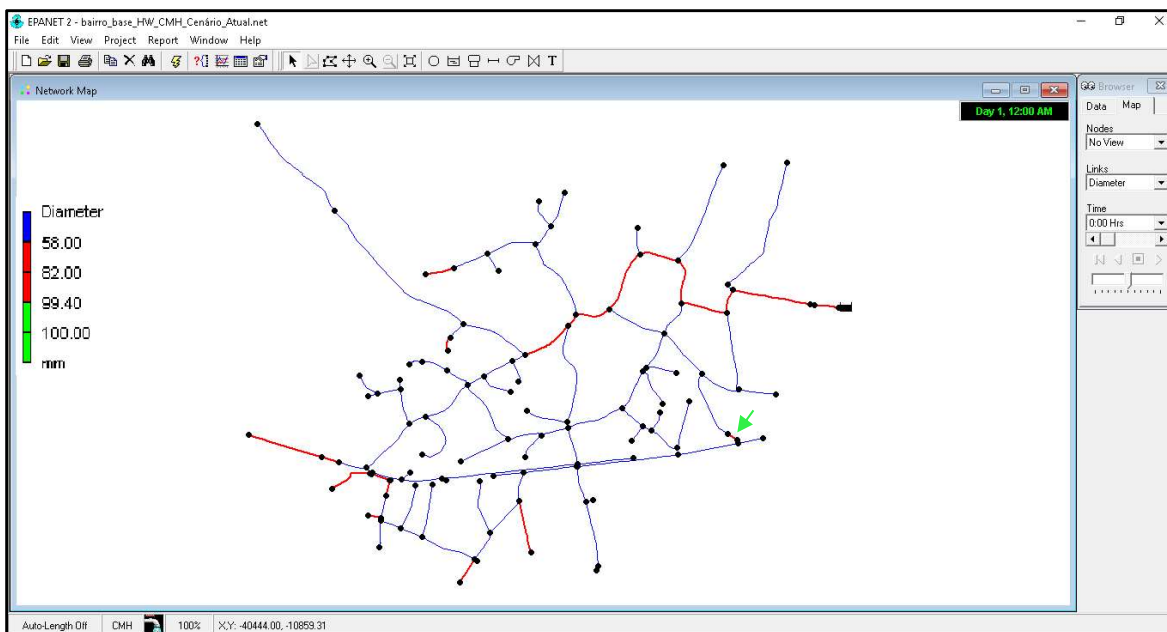 EPANET 2 - bairro_base_HW_CMH_Cenário_Atual.net
File Edit View Project Report Window Help
T
Network Map
Day 1, 12:00 AM
Diameter
58.00
82.00
99.40
100.00
mm
Browser
Data Map
Nodes
No View
Links
Diameter
Time
0:00 Hrs
Auto-Length Off CMH 100% X,Y: -40444.00, -10859.31